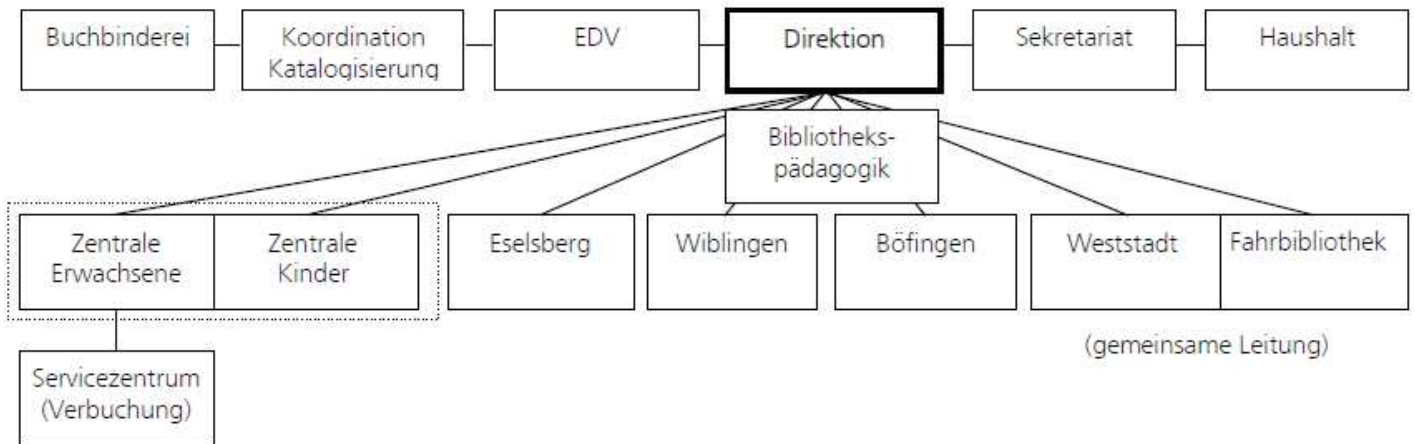 Buchbinderei
Koordination
Katalogisierung
EDV
Direktion
Sekretariat
Haushalt
Bibliotheks-
pädagogik
Zentrale
Erwachsene
Zentrale
Kinder
Eselsberg
Wiblingen
Böfingen
Weststadt
Fahrbibliothek
(gemeinsame Leitung)
Servicezentrum
(Verbuchung)